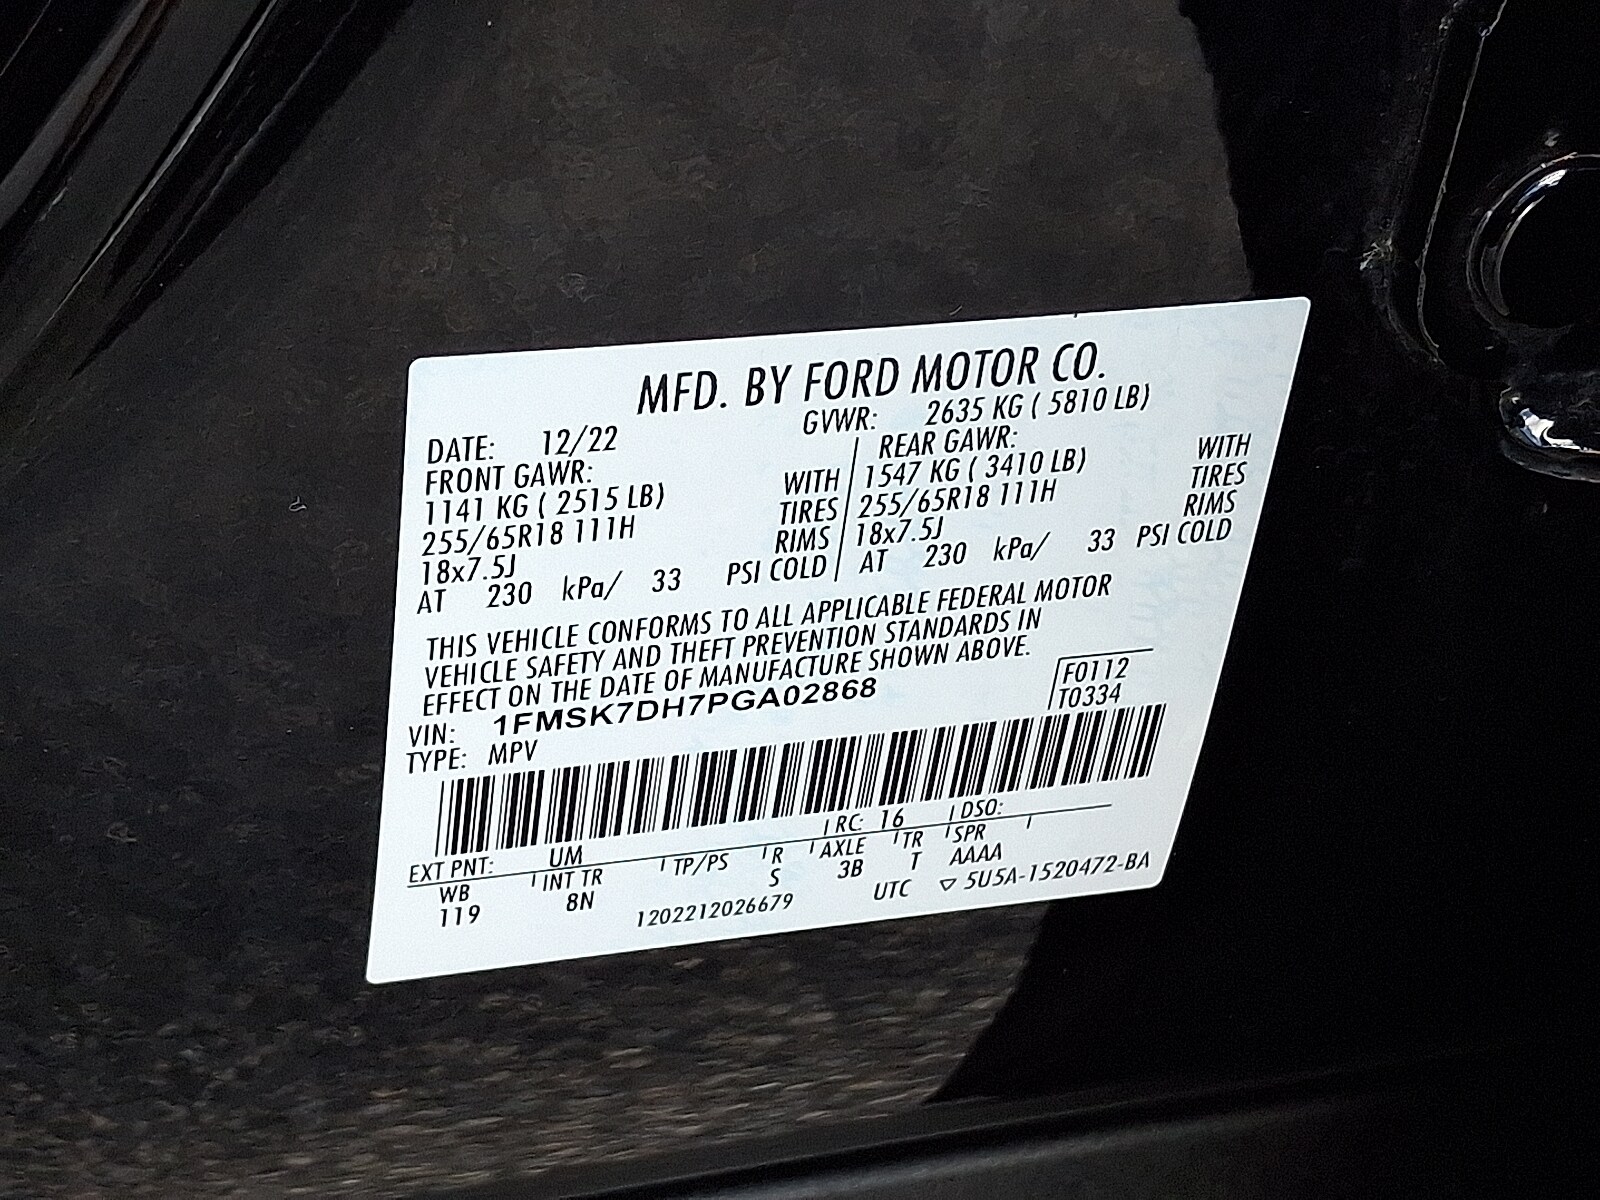 MFD. BY FORD MOTOR CO.
DATE: 12/22 GVWR: 2635 KG ( 5810 LB)
FRONT GAWR: REAR GAWR:
1141 KG ( 2515 LB) WITH 1547 KG ( 3410 LB) WITH
255/65R18 111H TIRES 255/65R18 111H TIRES
18x7.5J RIMS 18x7.5J RIMS
AT 230 kPa/ 33 PSI COLD AT 230 kPa/ 33 PSI COLD
THIS VEHICLE CONFORMS TO ALL APPLICABLE FEDERAL MOTOR
VEHICLE SAFETY AND THEFT PREVENTION STANDARDS IN
EFFECT ON THE DATE OF MANUFACTURE SHOWN ABOVE.
VIN: 1FMSK7DH7PGA02868 F0112
TYPE: MPV T0334
EXT PNT: UM RC: 16 DSO:
WB INT TR TP/PS R AXLE TR SPR
119 8N S 3B T AAAA
1202212026679 UTC ▽ 5U5A-1520472-BA